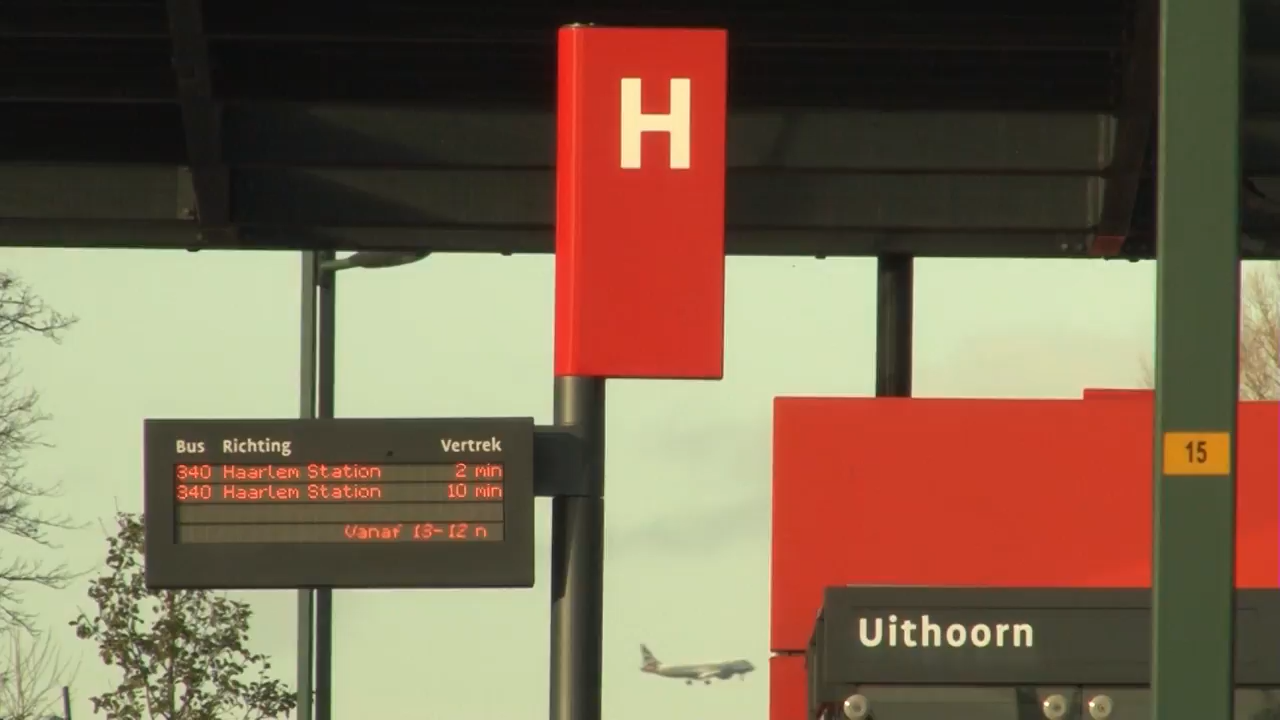 H
Bus Richting Vertrek
340 Haarlem Station 2 min
340 Haarlem Station 10 min
Vanaf 13-12 n
15
Uithoorn